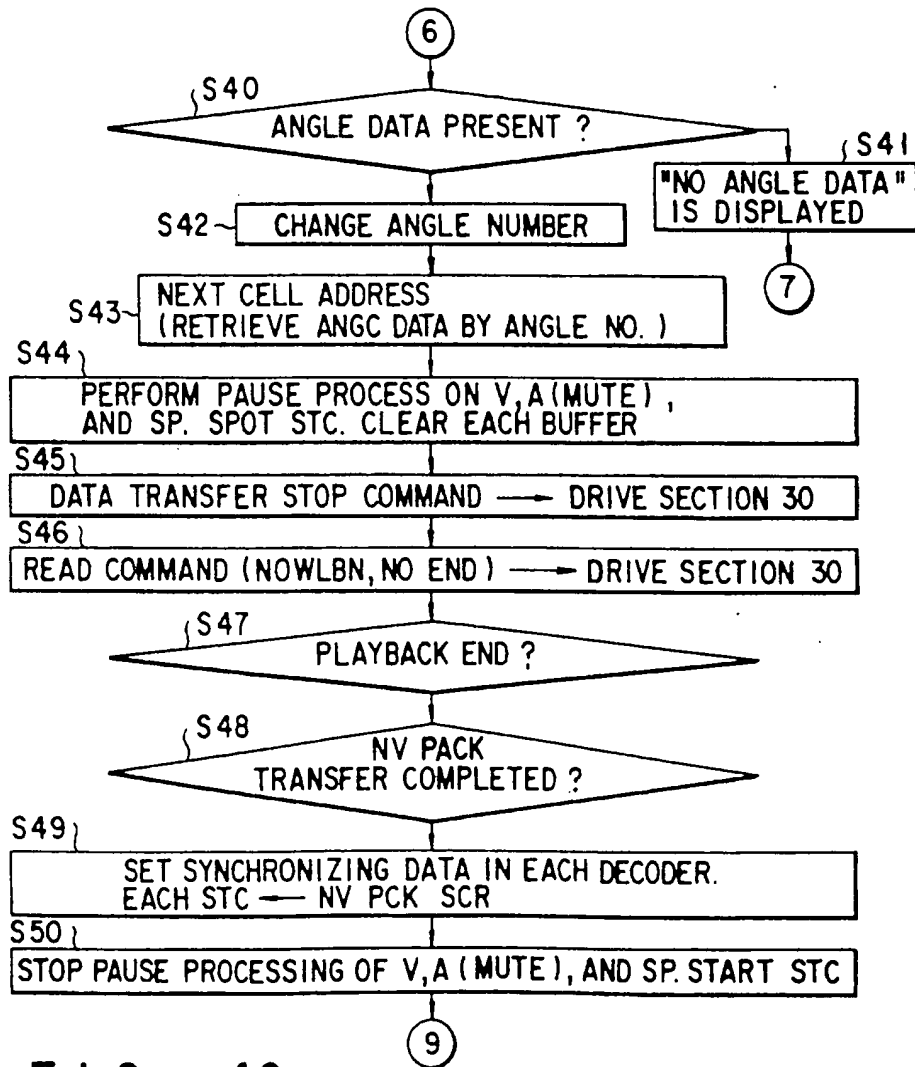 6
S40
ANGLE DATA PRESENT ?
S41
"NO ANGLE DATA"
IS DISPLAYED
7
S42
CHANGE ANGLE NUMBER
S43
NEXT CELL ADDRESS
(RETRIEVE ANGC DATA BY ANGLE NO. )
S44
PERFORM PAUSE PROCESS ON V,A(MUTE) ,
AND SP. SPOT STC. CLEAR EACH BUFFER
S45
DATA TRANSFER STOP COMMAND → DRIVE SECTION 30
S46
READ COMMAND (NOWLBN, NO END) → DRIVE SECTION 30
S47
PLAYBACK END ?
S48
NV PACK
TRANSFER COMPLETED ?
S49
SET SYNCHRONIZING DATA IN EACH DECODER.
EACH STC ← NV PCK SCR
S50
STOP PAUSE PROCESSING OF V,A (MUTE), AND SP. START STC
9